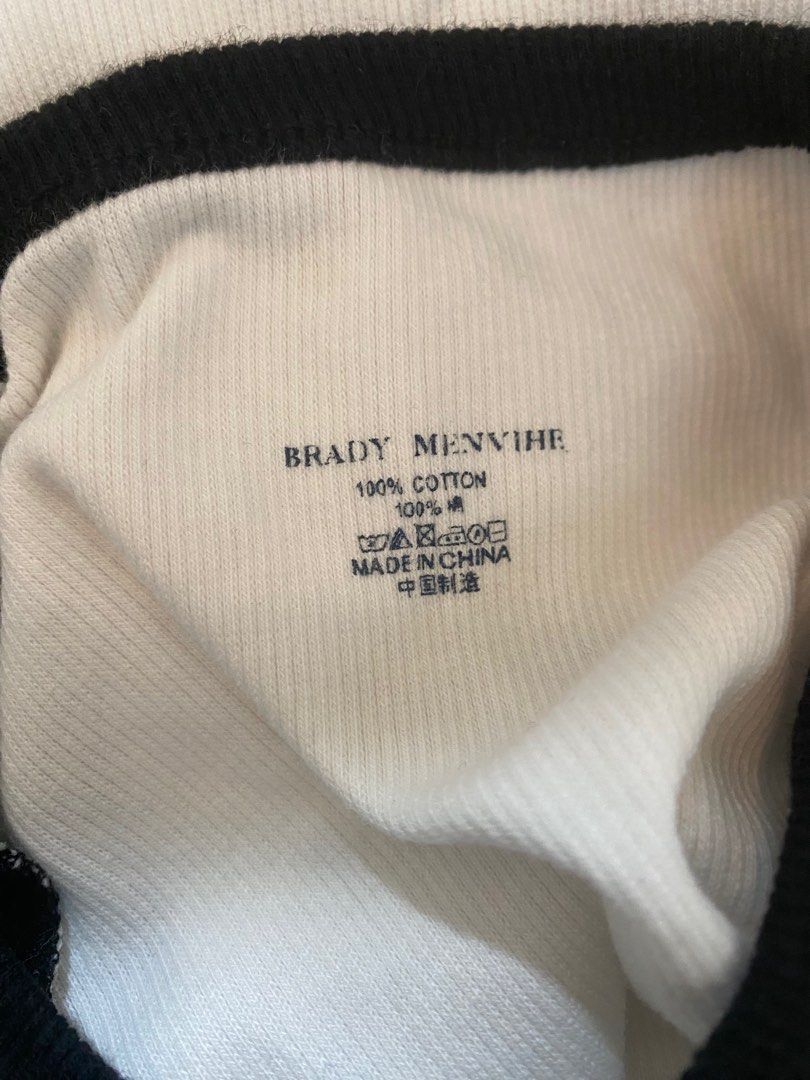 BRADY MENVIHE
100% COTTON
100% 棉
MADE IN CHINA
中国制造